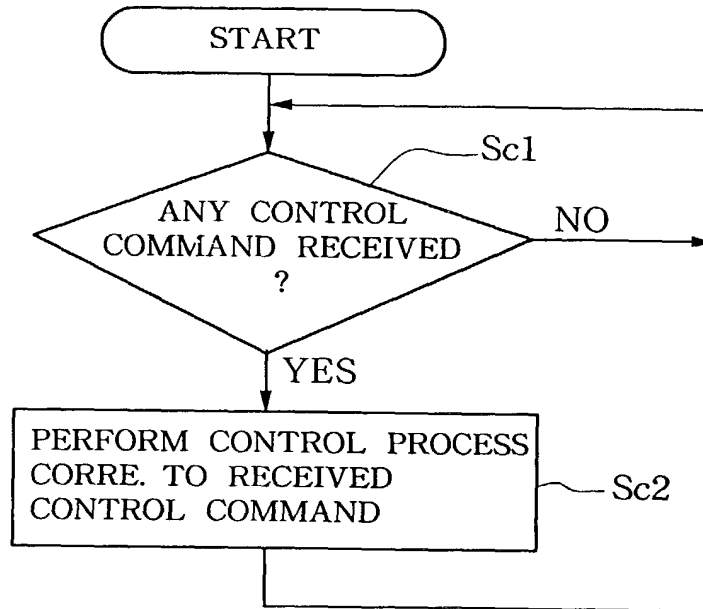 START
Sc1
ANY CONTROL
COMMAND RECEIVED
?
NO
YES
PERFORM CONTROL PROCESS
CORRE. TO RECEIVED
CONTROL COMMAND
Sc2